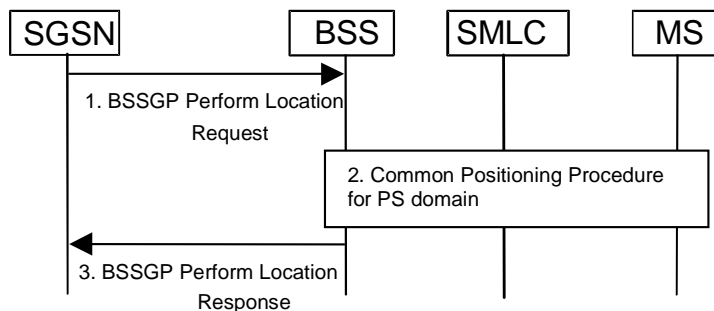 SGSN
BSS
SMLC
MS
1. BSSGP Perform Location
Request
2. Common Positioning Procedure
for PS domain
3. BSSGP Perform Location
Response